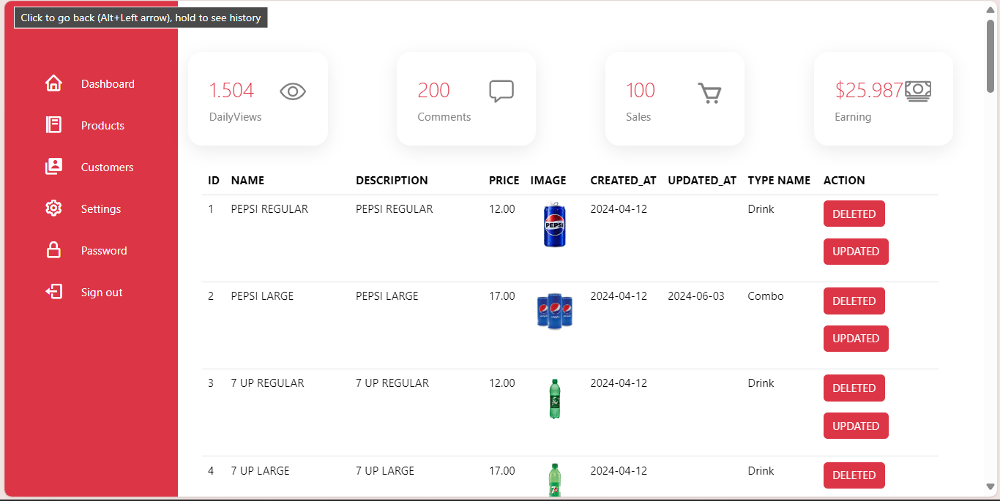 Click to go back (Alt+Left arrow), hold to see history
Dashboard
Products
Customers
Settings
Password
Sign out
1.504
DailyViews
200
Comments
100
Sales
$25.987
Earning
ID NAME DESCRIPTION PRICE IMAGE CREATED_AT UPDATED_AT TYPE NAME ACTION
1 PEPSI REGULAR PEPSI REGULAR 12.00 PEPSI 2024-04-12 Drink DELETED
UPDATED
2 PEPSI LARGE PEPSI LARGE 17.00 pepsi 2024-04-12 2024-06-03 Combo DELETED
UPDATED
3 7 UP REGULAR 7 UP REGULAR 12.00 2024-04-12 Drink DELETED
UPDATED
4 7 UP LARGE 7 UP LARGE 17.00 7 2024-04-12 Drink DELETED